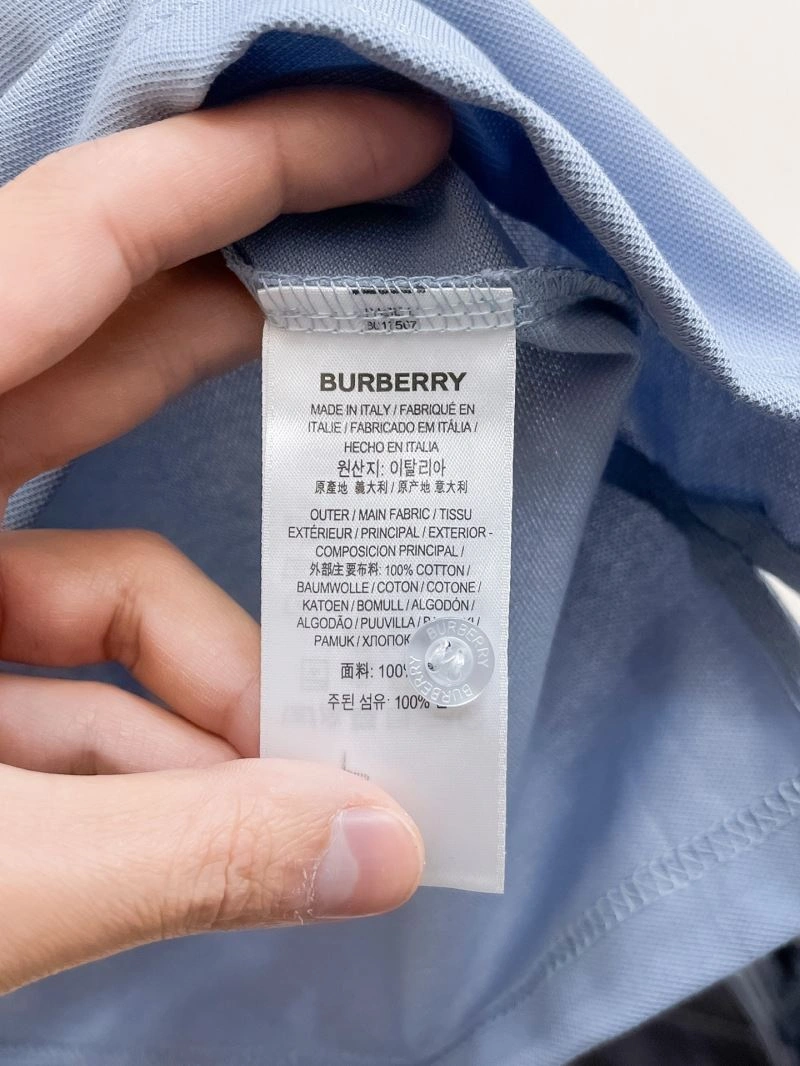 BURBERRY
MADE IN ITALY / FABRIQUÉ EN
ITALIE / FABRICADO EM ITÁLIA /
HECHO EN ITALIA
원산지: 이탈리아
原產地 義大利 / 原产地 意大利
OUTER / MAIN FABRIC / TISSU
EXTÉRIEUR / PRINCIPAL / EXTERIOR -
COMPOSICION PRINCIPAL /
外部主要布料: 100% COTTON /
BAUMWOLLE / COTON / COTONE /
KATOEN / BOMULL / ALGODÓN /
ALGODÃO / PUUVILLA /
PAMUK / ХЛОПОК
面料: 100%
주된 섬유: 100%
BURBERRY
BURBERRY